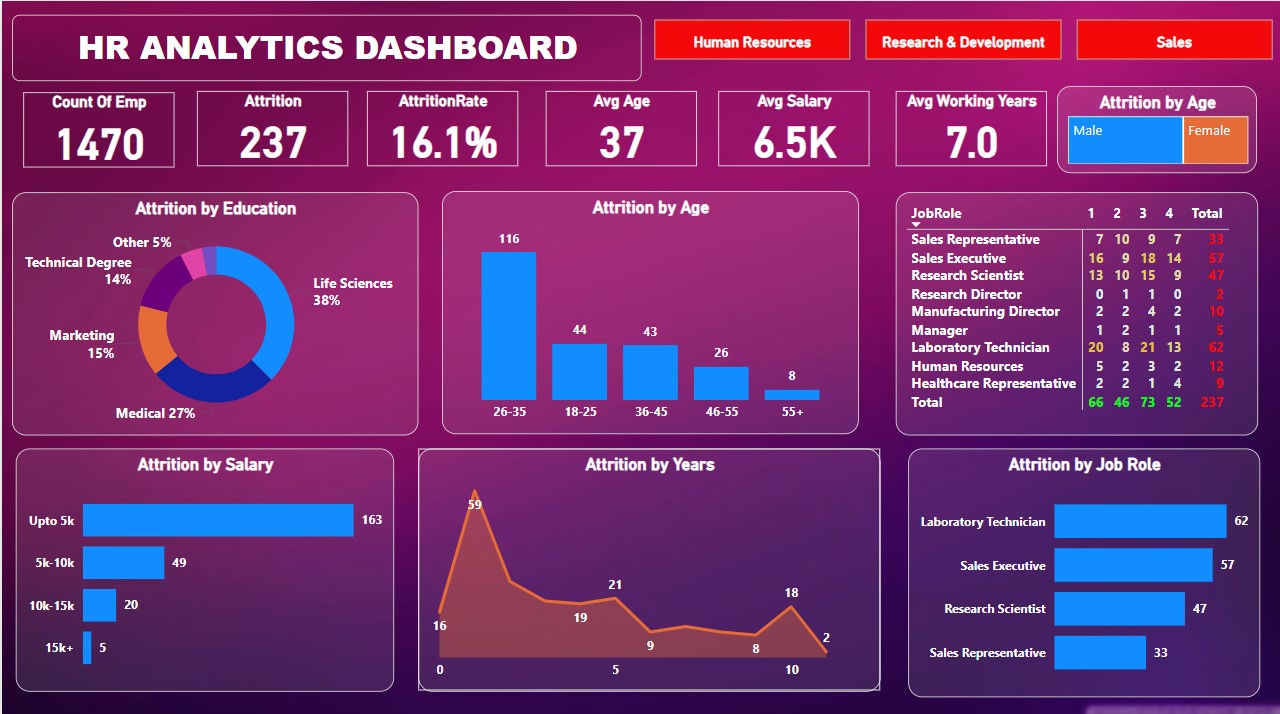 HR ANALYTICS DASHBOARD
Human Resources
Research & Development
Sales
Count Of Emp
1470
Attrition
237
AttritionRate
16.1%
Avg Age
37
Avg Salary
6.5K
Avg Working Years
7.0
Attrition by Age
Male
Female
Attrition by Education
Other 5%
Technical Degree
14%
Life Sciences
38%
Marketing
15%
Medical 27%
Attrition by Age
116
44
43
26
8
26-35 18-25 36-45 46-55 55+
JobRole 1 2 3 4 Total
Sales Representative 7 10 9 7 33
Sales Executive 16 9 18 14 57
Research Scientist 13 10 15 9 47
Research Director 0 1 1 0 2
Manufacturing Director 2 2 4 2 10
Manager 1 2 1 1 5
Laboratory Technician 20 8 21 13 62
Human Resources 5 2 3 2 12
Healthcare Representative 2 2 1 4 9
Total 66 46 73 52 237
Attrition by Salary
Upto 5k 163
5k-10k 49
10k-15k 20
15k+ 5
Attrition by Years
59
21
18
16
19
9
8
2
0 5 10
Attrition by Job Role
Laboratory Technician 62
Sales Executive 57
Research Scientist 47
Sales Representative 33